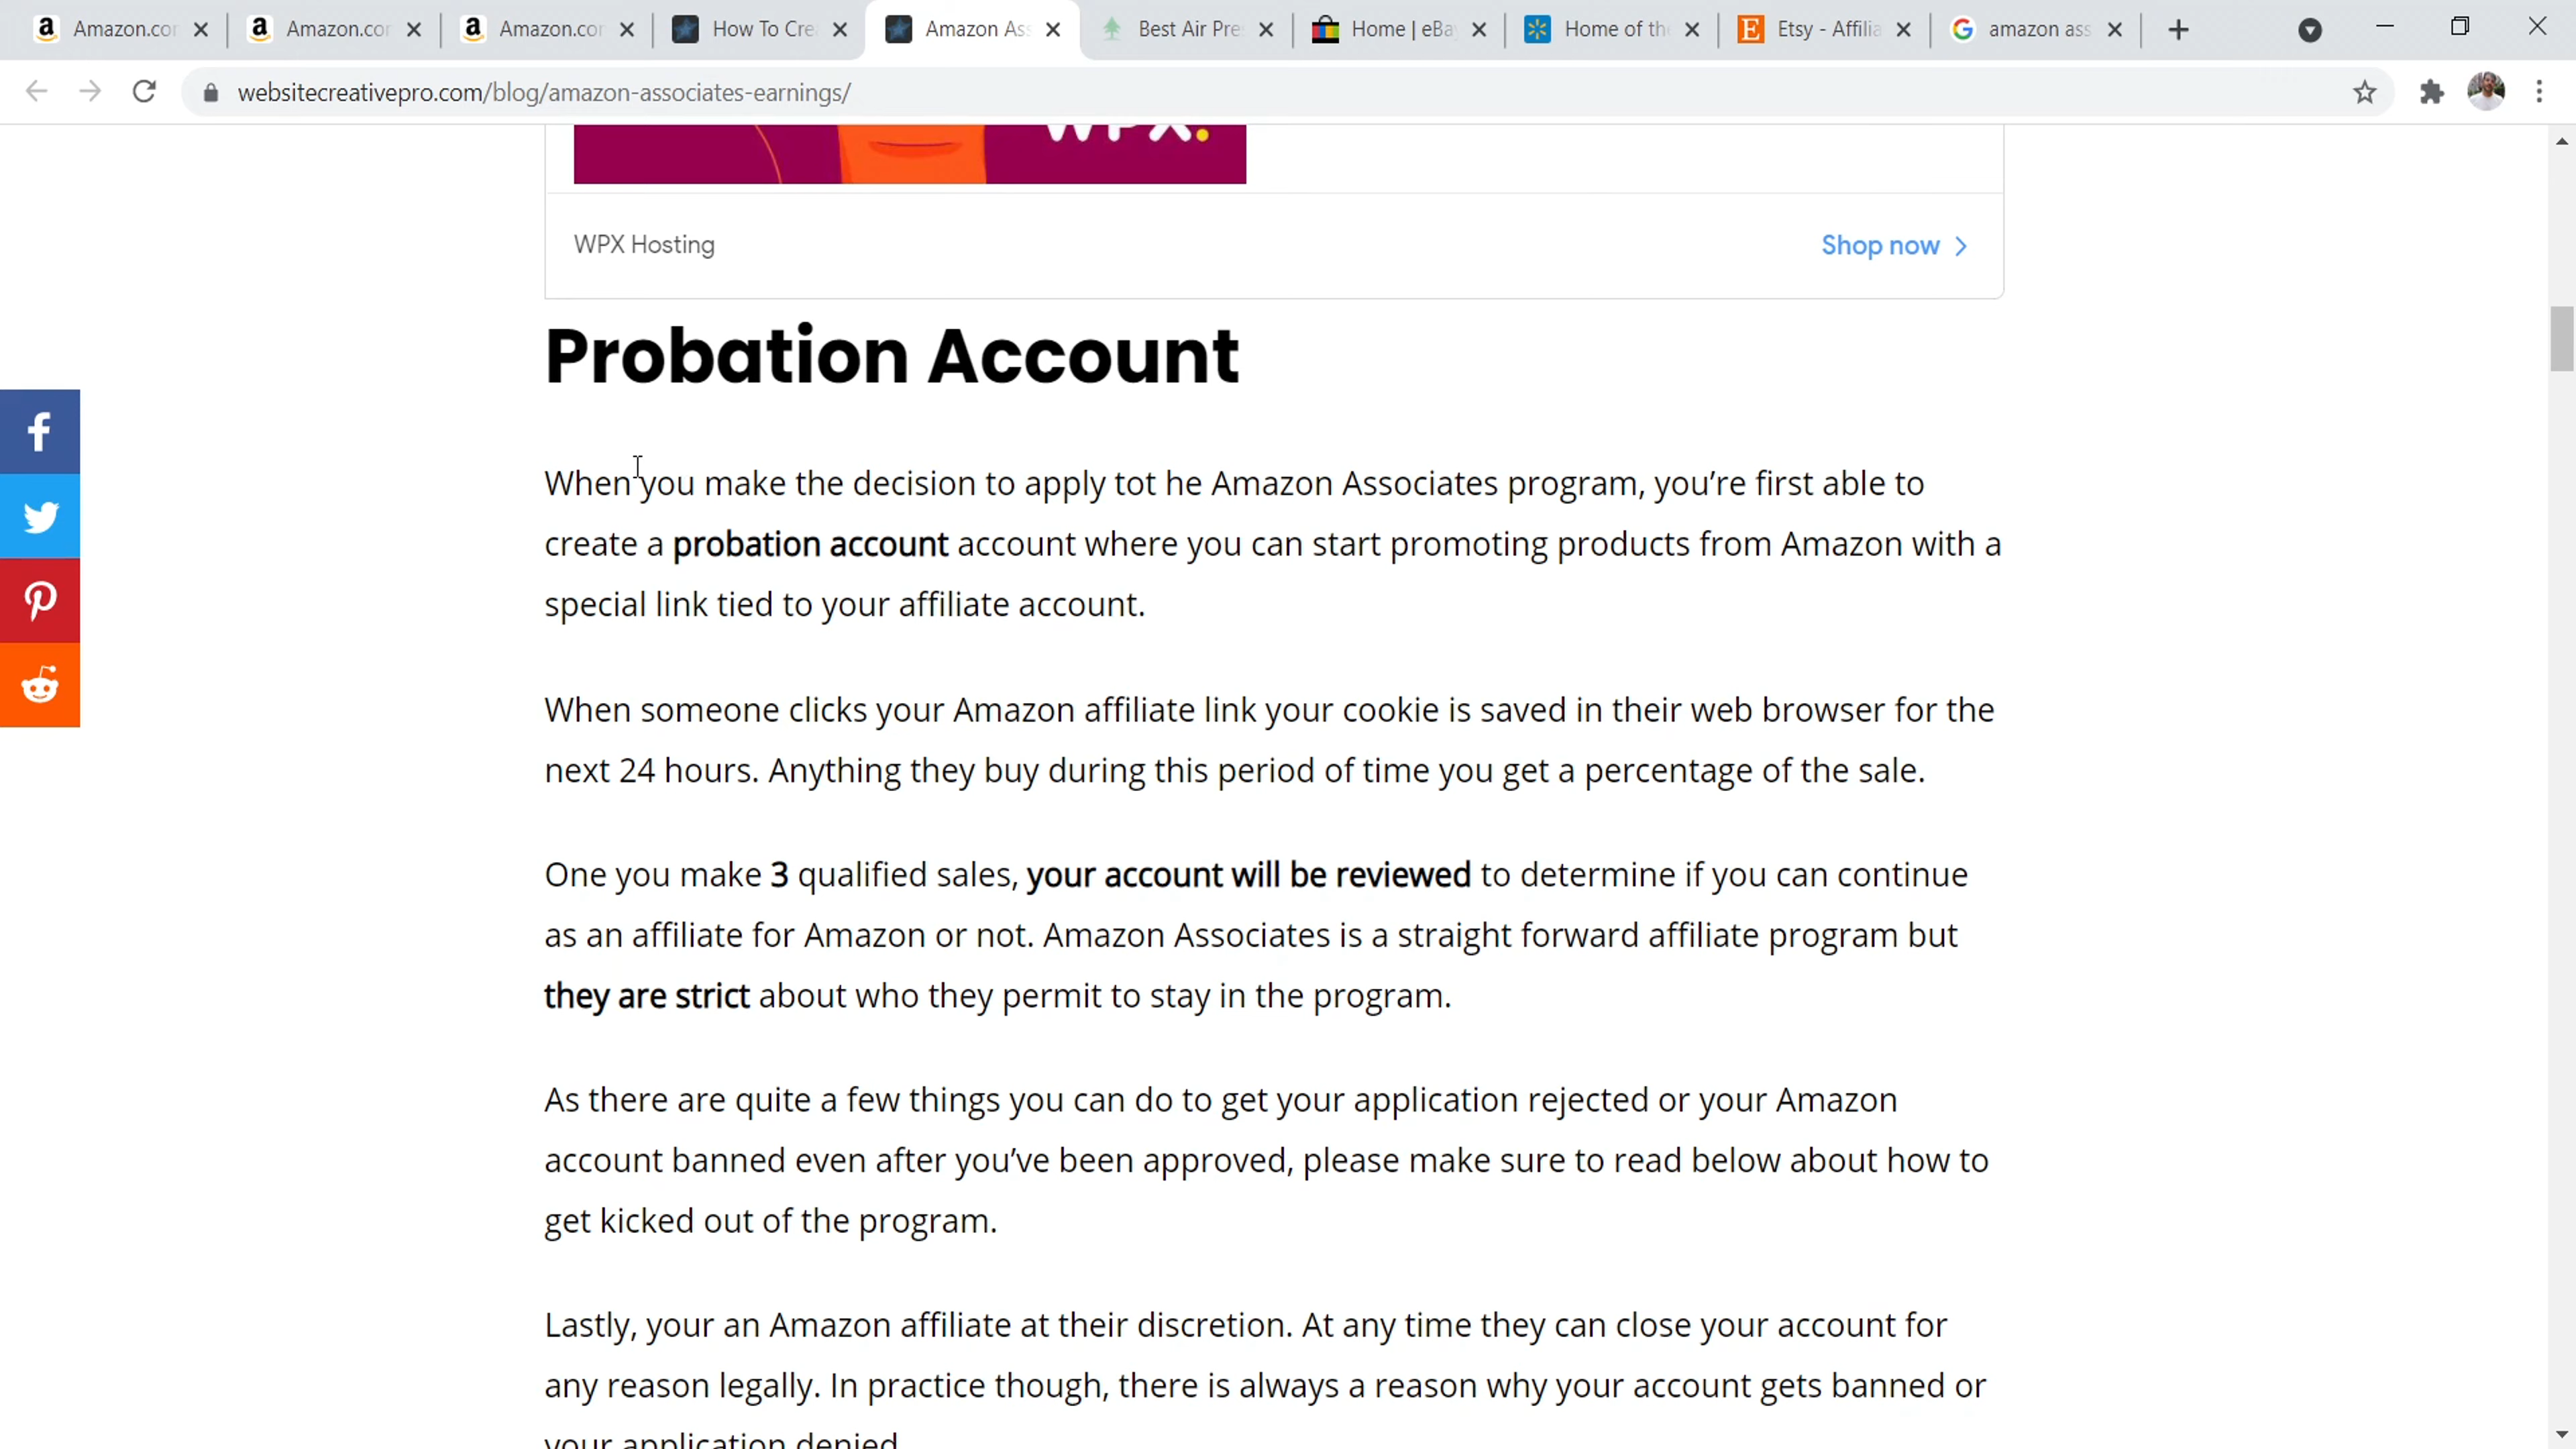 Amazon.cor
Amazon.cor
Amazon.cor
How To Crea
Amazon Ass
Best Air Pre
Home | eBay
Home of the
Etsy - Affilia
amazon ass
websitecreativepro.com/blog/amazon-associates-earnings/
WPX.
WPX Hosting
Shop now
Probation Account
When you make the decision to apply tot he Amazon Associates program, you’re first able to
create a probation account account where you can start promoting products from Amazon with a
special link tied to your affiliate account.
When someone clicks your Amazon affiliate link your cookie is saved in their web browser for the
next 24 hours. Anything they buy during this period of time you get a percentage of the sale.
One you make 3 qualified sales, your account will be reviewed to determine if you can continue
as an affiliate for Amazon or not. Amazon Associates is a straight forward affiliate program but
they are strict about who they permit to stay in the program.
As there are quite a few things you can do to get your application rejected or your Amazon
account banned even after you’ve been approved, please make sure to read below about how to
get kicked out of the program.
Lastly, your an Amazon affiliate at their discretion. At any time they can close your account for
any reason legally. In practice though, there is always a reason why your account gets banned or
your application denied